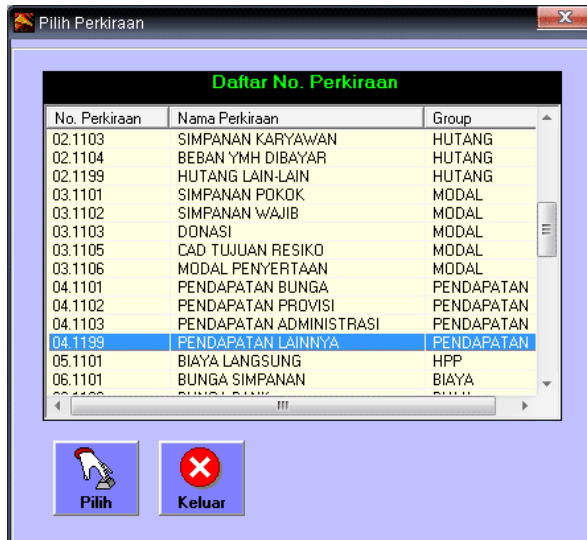 Pilih Perkiraan
Daftar No. Perkiraan
No. Perkiraan Nama Perkiraan Group
02.1103 SIMPANAN KARYAWAN HUTANG
02.1104 BEBAN YMH DIBAYAR HUTANG
02.1199 HUTANG LAIN-LAIN HUTANG
03.1101 SIMPANAN POKOK MODAL
03.1102 SIMPANAN WAJIB MODAL
03.1103 DONASI MODAL
03.1105 CAD TUJUAN RESIKO MODAL
03.1106 MODAL PENYERTAAN MODAL
04.1101 PENDAPATAN BUNGA PENDAPATAN
04.1102 PENDAPATAN PROVISI PENDAPATAN
04.1103 PENDAPATAN ADMINISTRASI PENDAPATAN
04.1199 PENDAPATAN LAINNYA PENDAPATAN
05.1101 BIAYA LANGSUNG HPP
06.1101 BUNGA SIMPANAN BIAYA
Pilih Keluar